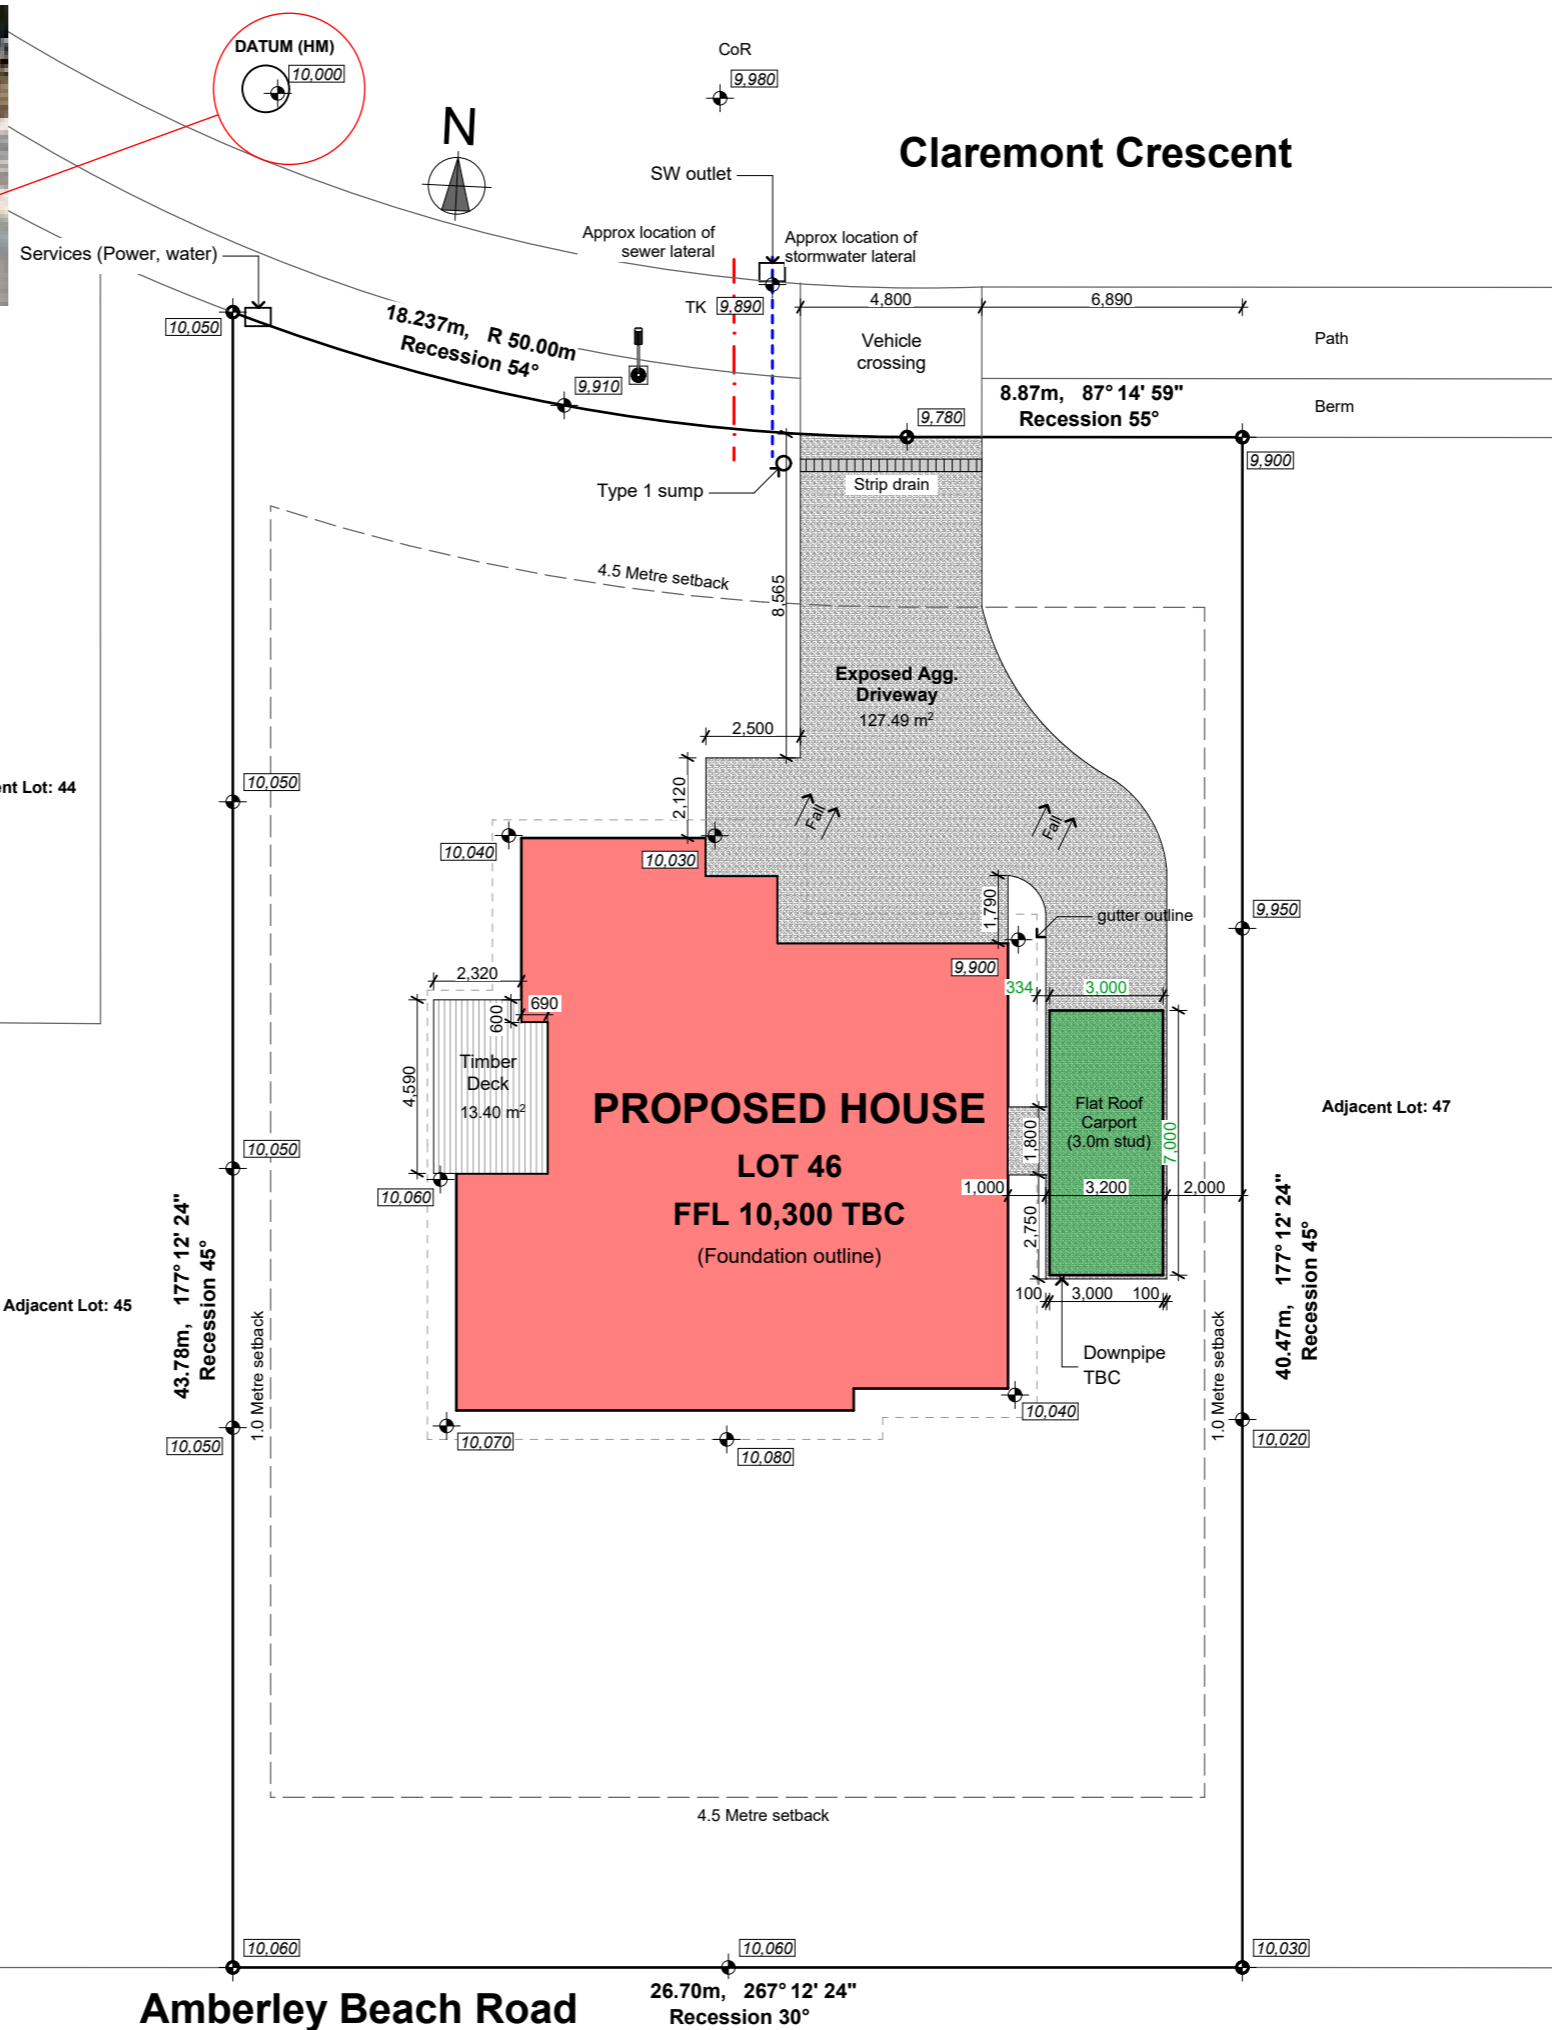 DATUM (HM)
10,000
CoR
9,980
N
Claremont Crescent
SW outlet
Services (Power, water)
Approx location of
sewer lateral
Approx location of
stormwater lateral
10,050
18.237m, R 50.00m
Recession 54°
TK 9,890
4,800
6,890
Vehicle
crossing
Path
9,910
8.87m, 87° 14' 59"
Recession 55°
Berm
9,780
9,900
Type 1 sump
Strip drain
4.5 Metre setback
8,565
Exposed Agg.
Driveway
127.49 m²
2,500
2,120
Fall
Fall
nt Lot: 44
10,050
10,040
10,030
1,790
gutter outline
9,950
9,900
2,320
690
600
334
3,000
4,590
Timber
Deck
13.40 m²
PROPOSED HOUSE
LOT 46
FFL 10,300 TBC
(Foundation outline)
Flat Roof
Carport
(3.0m stud)
7,000
1,800
Adjacent Lot: 47
10,050
10,060
1,000
3,200
2,000
2,750
43.78m, 177° 12' 24"
Recession 45°
40.47m, 177° 12' 24"
Recession 45°
Adjacent Lot: 45
100
3,000
100
1.0 Metre setback
1.0 Metre setback
Downpipe
TBC
10,040
10,050
10,070
10,080
10,020
4.5 Metre setback
10,060
10,060
10,030
Amberley Beach Road
26.70m, 267° 12' 24"
Recession 30°